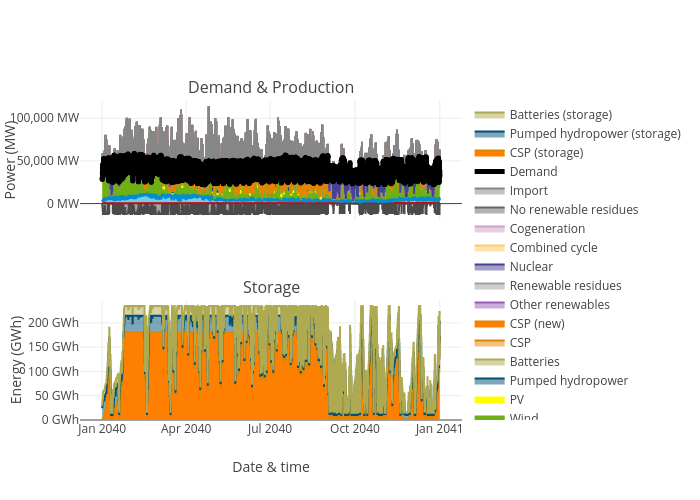 Demand & Production
Power (MW)
100,000 MW
50,000 MW
0 MW
Storage
Energy (GWh)
200 GWh
150 GWh
100 GWh
50 GWh
0 GWh
Jan 2040
Apr 2040
Jul 2040
Oct 2040
Jan 2041
Date & time
Batteries (storage)
Pumped hydropower (storage)
CSP (storage)
Demand
Import
No renewable residues
Cogeneration
Combined cycle
Nuclear
Renewable residues
Other renewables
CSP (new)
CSP
Batteries
Pumped hydropower
PV
Wind